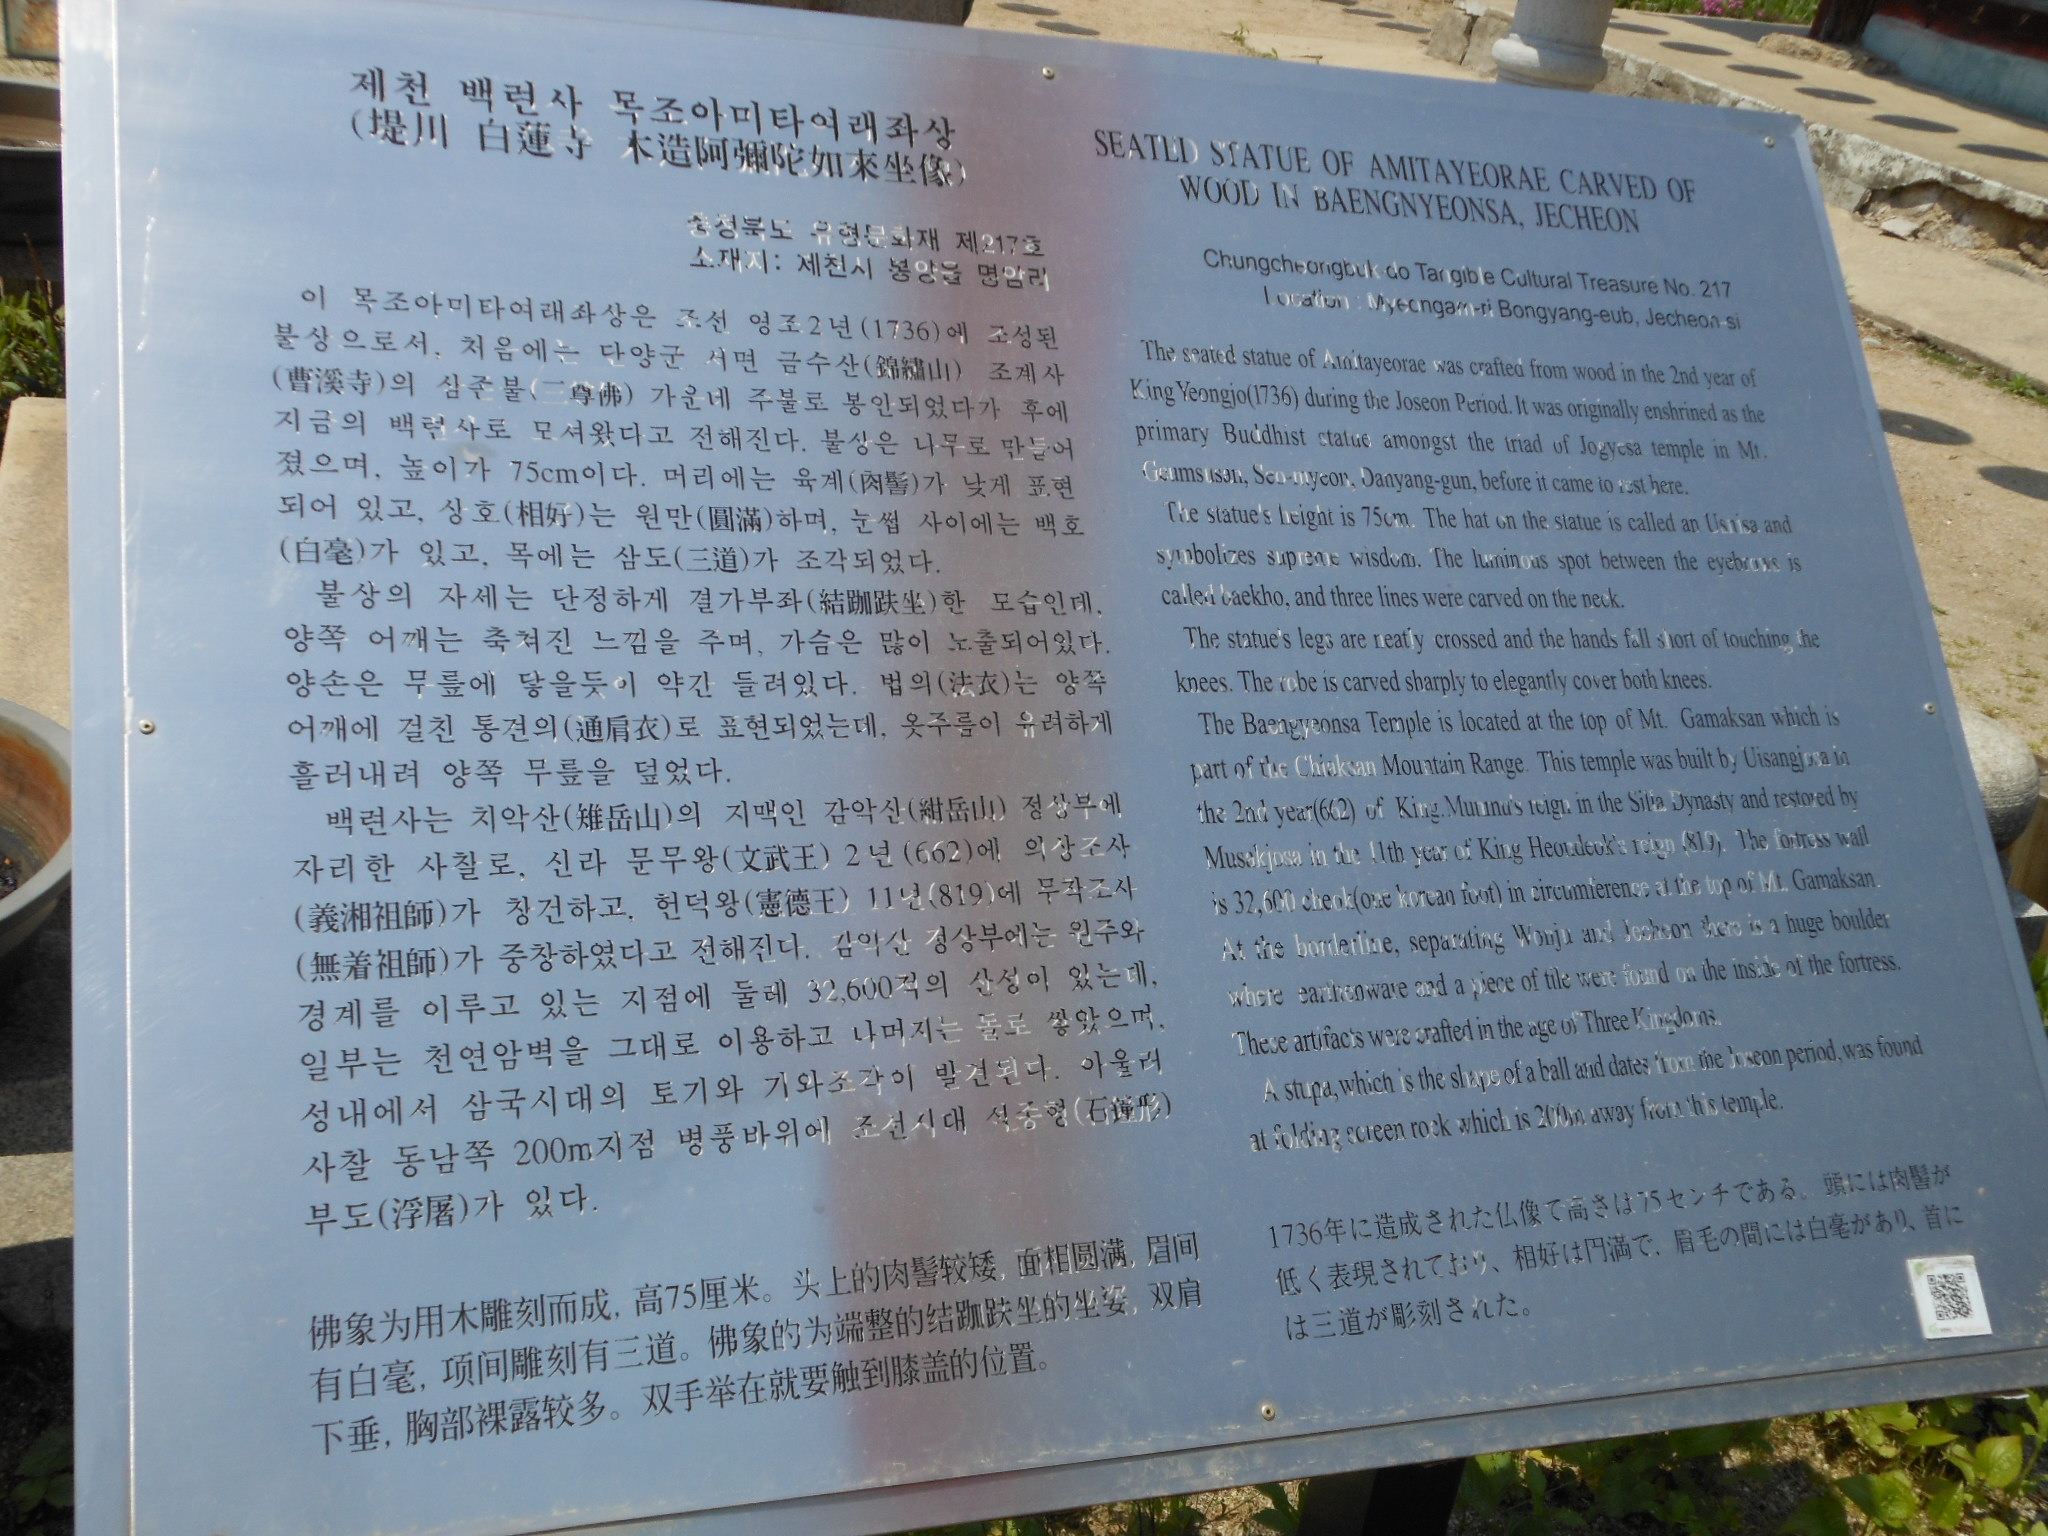 제천 백련사 목조아미타여래좌상
(堤川 白蓮寺 木造阿彌陀如來坐像)
충청북도 유형문화재 제217호
소재지: 제천시 봉양읍 명암리
이 목조아미타여래좌상은 조선 영조2년(1736)에 조성된
불상으로서, 처음에는 단양군 서면 금수산(錦繡山) 조계사
(曹溪寺)의 삼존불(三尊佛) 가운데 주불로 봉안되었다가 후에
지금의 백련사로 모셔왔다고 전해진다. 불상은 나무로 만들어
졌으며, 높이가 75cm이다. 머리에는 육계(肉髻)가 낮게 표현
되어 있고, 상호(相好)는 원만(圓滿)하며, 눈썹 사이에는 백호
(白毫)가 있고, 목에는 삼도(三道)가 조각되었다.
불상의 자세는 단정하게 결가부좌(結跏趺坐)한 모습인데,
양쪽 어깨는 축쳐진 느낌을 주며, 가슴은 많이 노출되어있다.
양손은 무릎에 닿을듯이 약간 들려있다. 법의(法衣)는 양쪽
어깨에 걸친 통견의(通肩衣)로 표현되었는데, 옷주름이 유려하게
흘러내려 양쪽 무릎을 덮었다.
백련사는 치악산(雉岳山)의 지맥인 감악산(紺岳山) 정상부에
자리한 사찰로, 신라 문무왕(文武王) 2년(662)에 의상조사
(義湘祖師)가 창건하고, 헌덕왕(憲德王) 11년(819)에 무착조사
(無着祖師)가 중창하였다고 전해진다. 감악산 정상부에는 원주와
경계를 이루고 있는 지점에 둘레 32,600척의 산성이 있는데,
일부는 천연암벽을 그대로 이용하고 나머지는 돌로 쌓았으며,
성내에서 삼국시대의 토기와 기와조각이 발견된다. 아울러
사찰 동남쪽 200m지점 병풍바위에 조선시대 석종형(石鐘形)
부도(浮屠)가 있다.
佛象为用木雕刻而成, 高75厘米。头上的肉髻较矮, 面相圆满, 眉间
有白毫, 项间雕刻有三道。佛象的为端整的结跏趺坐的坐姿, 双肩
下垂, 胸部裸露较多。双手举在就要触到膝盖的位置。
SEATED STATUE OF AMITAYEORAE CARVED OF
WOOD IN BAENGNYEONSA, JECHEON
Chungcheongbuk-do Tangible Cultural Treasure No. 217
Location : Myeongam-ri Bongyang-eub, Jecheon-si
The seated statue of Amitayeorae was crafted from wood in the 2nd year of
King Yeongjo(1736) during the Joseon Period. It was originally enshrined as the
primary Buddhist statue amongst the triad of Jogyesa temple in Mt.
Geumsusan, Seo-myeon, Danyang-gun, before it came to rest here.
The statue's height is 75cm. The hat on the statue is called an Usnisa and
symbolizes supreme wisdom. The luminous spot between the eyebrows is
called baekho, and three lines were carved on the neck.
The statue's legs are neatly crossed and the hands fall short of touching the
knees. The robe is carved sharply to elegantly cover both knees.
The Baengyeonsa Temple is located at the top of Mt. Gamaksan which is
part of the Chiaksan Mountain Range. This temple was built by Uisangjosa in
the 2nd year(662) of King Munmu's reign in the Silla Dynasty and restored by
Musakjosa in the 11th year of King Heondeok's reign (819). The fortress wall
is 32,600 cheok(one korean foot) in circumference at the top of Mt. Gamaksan.
At the borderline, separating Wonju and Jecheon there is a huge boulder
where earthenware and a piece of tile were found on the inside of the fortress.
These artifacts were crafted in the age of Three Kingdoms.
A stupa, which is the shape of a ball and dates from the Joseon period, was found
at folding screen rock which is 200m away from this temple.
1736年に造成された仏像て高さは75センチである。頭には肉髻が
低く表現されており、相好は円満で、眉毛の間には白毫があり、首に
は三道が彫刻された。